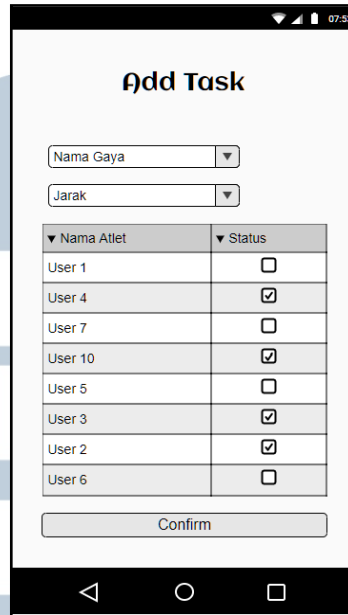 07:53
Add Task
Nama Gaya
Jarak
Nama Atlet Status
User 1
User 4
User 7
User 10
User 5
User 3
User 2
User 6
Confirm